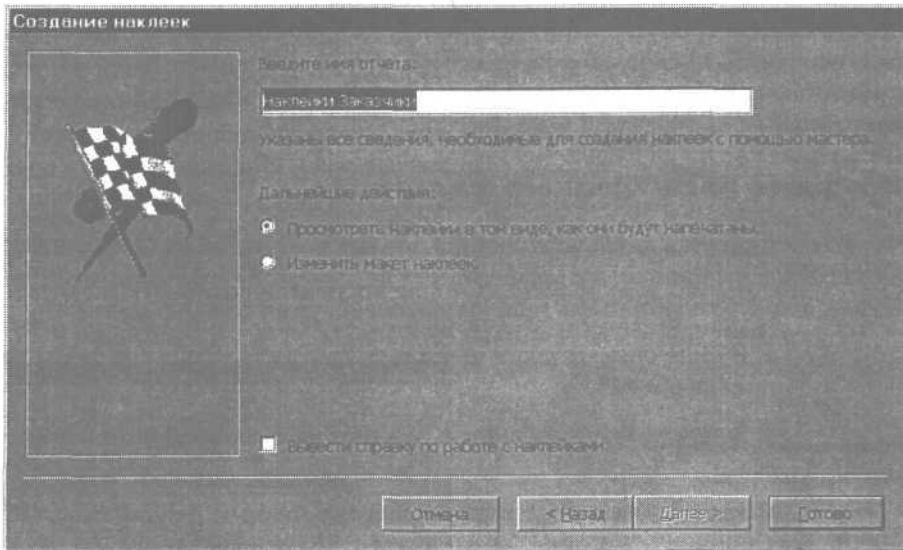 Создание наклеек
Введите имя отчета:
Наклейки Заказчики
Указаны все сведения, необходимые для создания наклеек с помощью мастера.
Дальнейшие действия:
Просмотреть наклейки в том виде, как они будут напечатаны.
Изменить макет наклеек.
Вывести справку по работе с наклейками.
Отмена
< Назад
Далее >
Готово